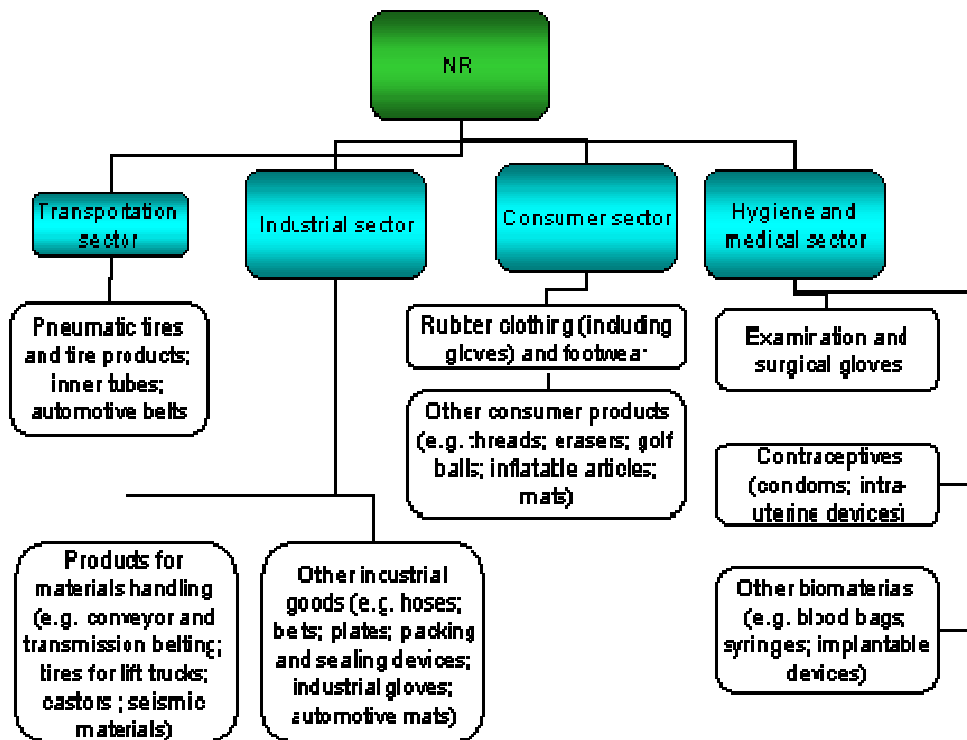 NR
Transportation
sector
Industrial sector
Consumer sector
Hygiene and
medical sector
Pneumatic tires
and tire products;
inner tubes;
automotive belts
Rubber clothing (including
gloves) and footwear
Other consumer products
(e.g. threads; erasers; golf
balls; inflatable articles;
mats)
Examination and
surgical gloves
Contraceptives
(condoms; intra-
uterine devices)
Other biomaterias
(e.g. blood bags;
syringes; implantable
devices)
Products for
materials handling
(e.g. conveyor and
transmission belting;
tires for lift trucks;
castors ; seismic
materials)
Other industrial
goods (e.g. hoses;
bets; plates; packing
and sealing devices;
industrial gloves;
automotive mats)